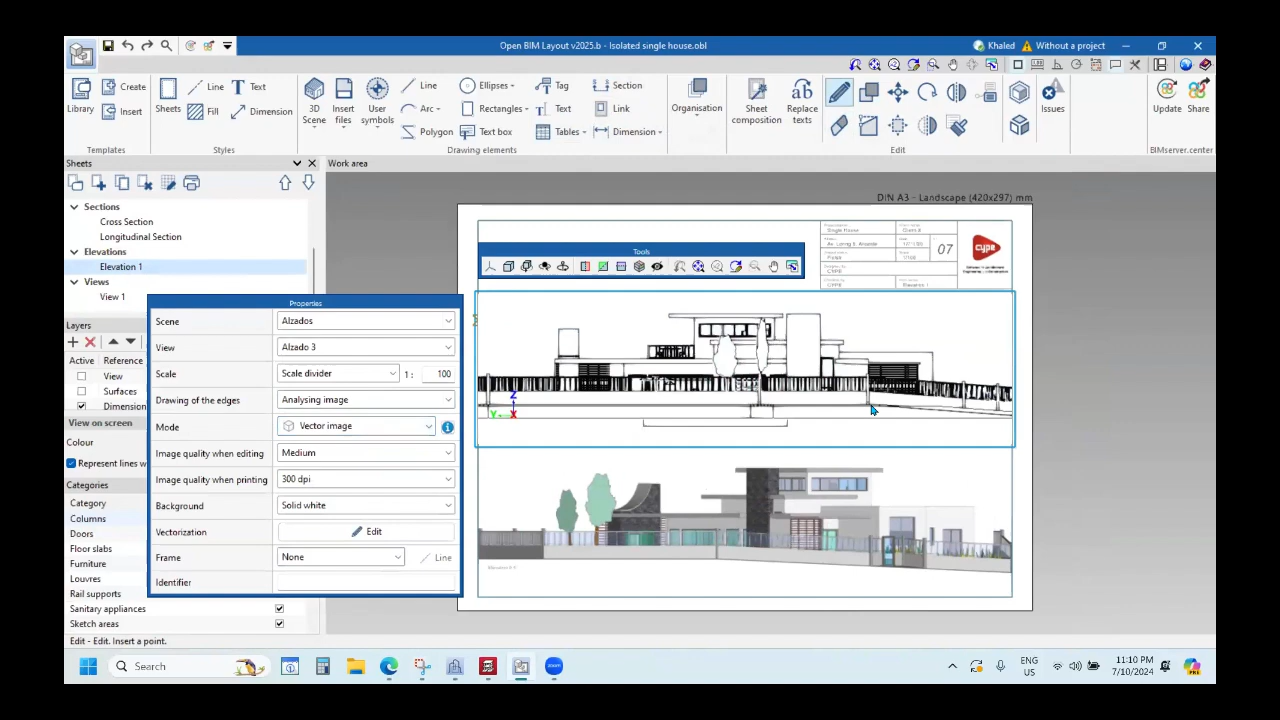 Open BIM Layout v2025.b - Isolated single house.obl
Khaled
Without a project
Library
Create
Insert
Templates
Sheets
Line
Text
Fill
Dimension
Styles
3D Scene
Insert files
User symbols
Line
Ellipses
Tag
Section
Arc
Rectangles
Text
Link
Polygon
Text box
Tables
Dimension
Drawing elements
Organisation
Sheet composition
Replace texts
Edit
Issues
Update
Share
BIMserver.center
Sheets
Work area
Sections
Cross Section
Longitudinal Section
Elevations
Elevation 1
Views
View 1
Layers
Active
Reference
View
Surfaces
Dimension
View on screen
Colour
Represent lines w
Categories
Category
Columns
Doors
Floor slabs
Furniture
Louvres
Rail supports
Sanitary appliances
Sketch areas
Edit - Edit. Insert a point.
Properties
Scene
Alzados
View
Alzado 3
Scale
Scale divider
1 :
100
Drawing of the edges
Analysing image
Mode
Vector image
Image quality when editing
Medium
Image quality when printing
300 dpi
Background
Solid white
Vectorization
Edit
Frame
None
Line
Identifier
DIN A3 - Landscape (420x297) mm
Tools
Single House
07
cype
Elevation 1
Z
Y
X
Search
zoom
ENG
US
11:10 PM
7/10/2024
PRE